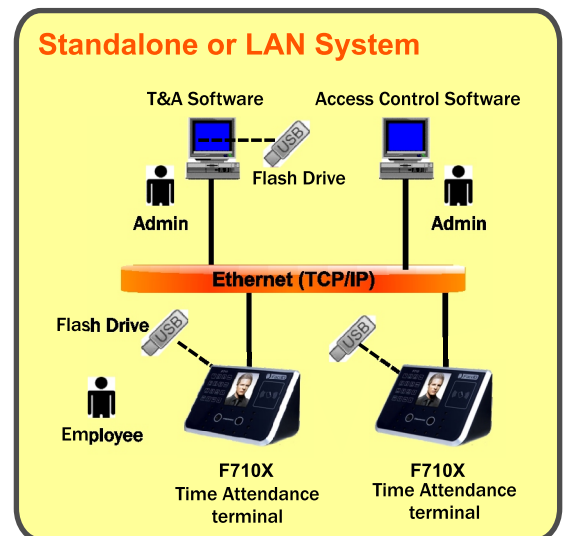 Standalone or LAN System
T&A Software
Access Control Software
USB
Flash Drive
Admin
Admin
Ethernet (TCP/IP)
Flash Drive
USB
USB
Employee
F710X
Time Attendance
terminal
F710X
Time Attendance
terminal